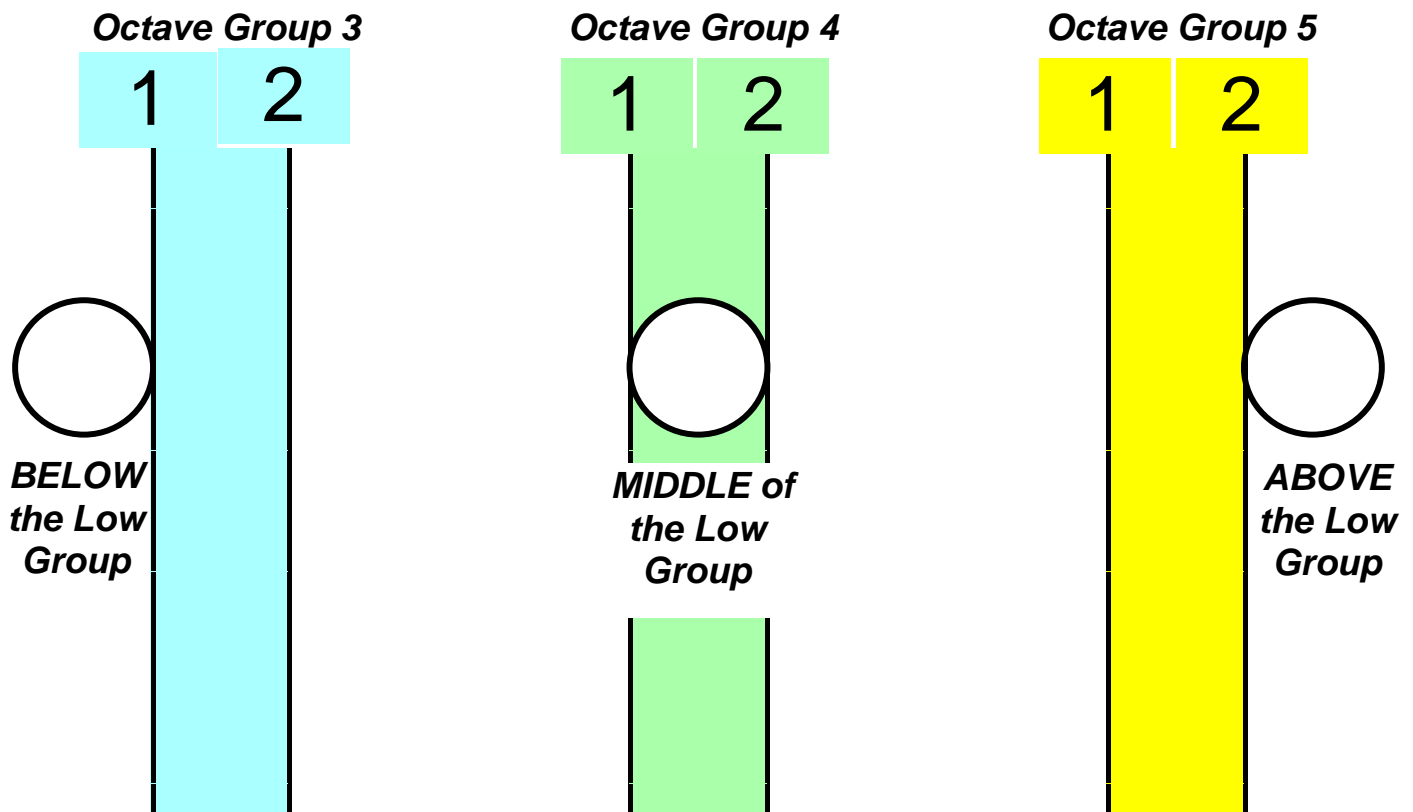 Octave Group 3
1 2
BELOW
the Low
Group
Octave Group 4
1 2
MIDDLE of
the Low
Group
Octave Group 5
1 2
ABOVE
the Low
Group